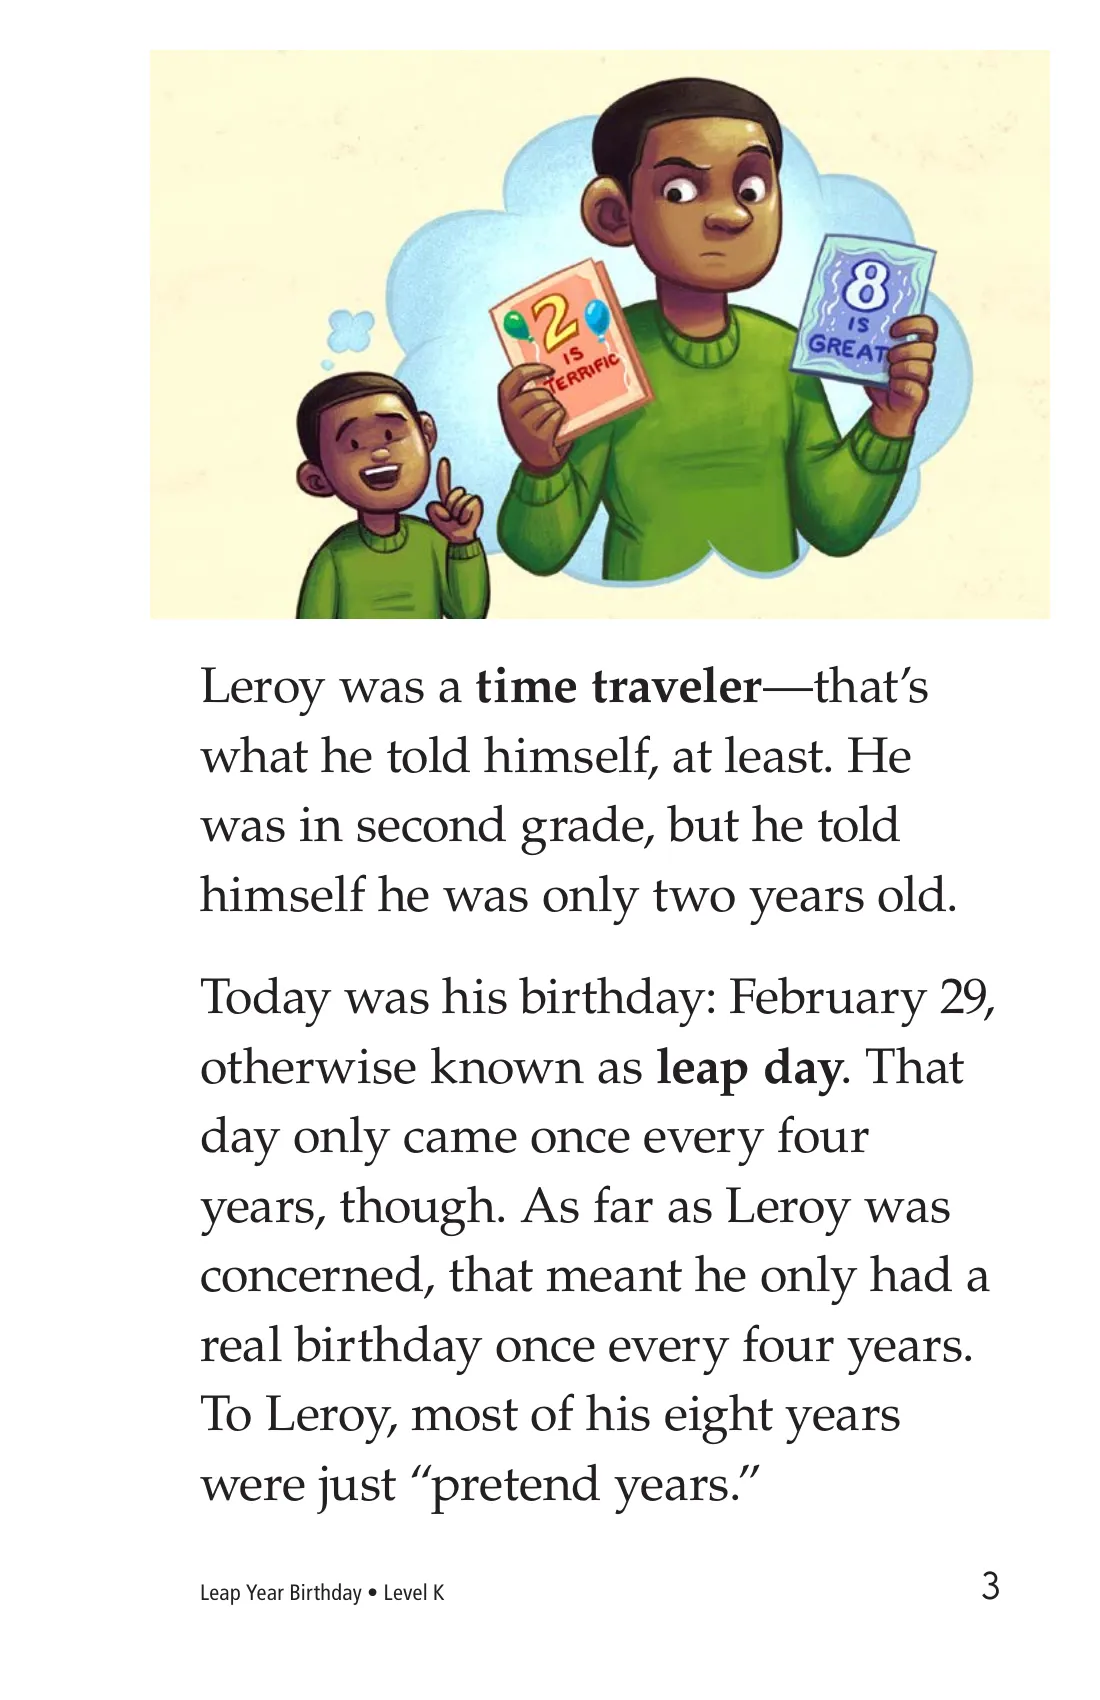 2
IS
TERRIFIC
8
IS
GREAT
Leroy was a time traveler—that’s
what he told himself, at least. He
was in second grade, but he told
himself he was only two years old.
Today was his birthday: February 29,
otherwise known as leap day. That
day only came once every four
years, though. As far as Leroy was
concerned, that meant he only had a
real birthday once every four years.
To Leroy, most of his eight years
were just “pretend years.”
Leap Year Birthday • Level K
3